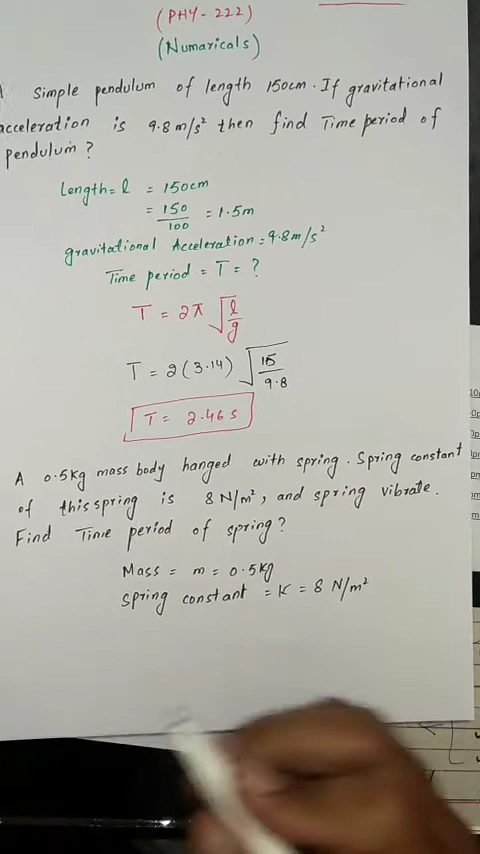 (PHY-222)
(Numaricals)
Simple pendulum of length 150cm. If gravitational
acceleration is 9.8m/s² then find Time period of
pendulum?
Length = l = 150cm
= 150/100 = 1.5m
gravitational Acceleration = 9.8m/s²
Time period = T = ?
T = 2π √(l/g)
T = 2(3.14) √(15/9.8)
T = 2.46s
A 0.5kg mass body hanged with spring. Spring constant
of this spring is 8N/m², and spring vibrate.
Find Time period of spring?
Mass = m = 0.5kg
Spring constant = K = 8 N/m²